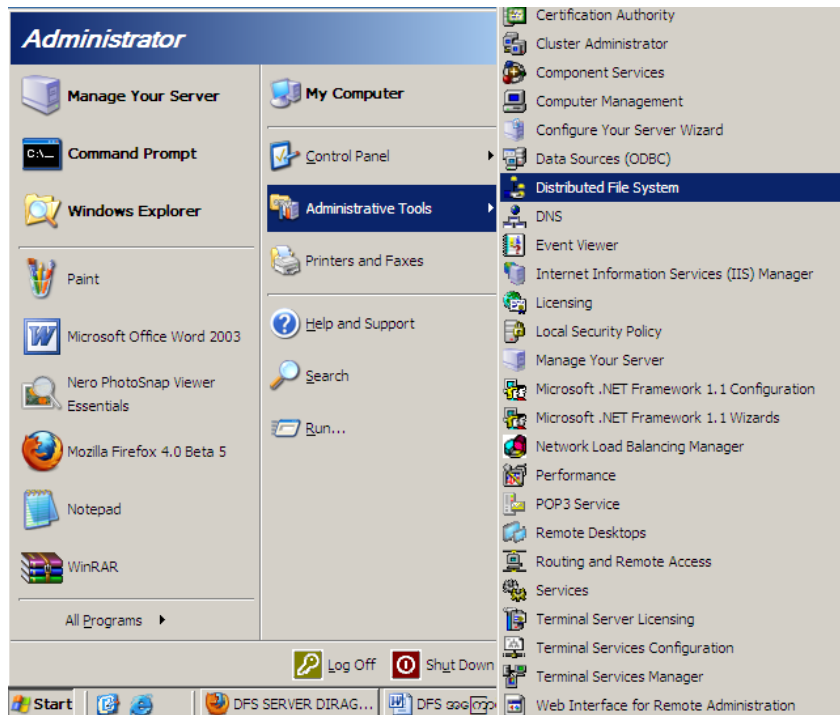 Administrator
Manage Your Server
Command Prompt
Windows Explorer
Paint
Microsoft Office Word 2003
Nero PhotoSnap Viewer
Essentials
Mozilla Firefox 4.0 Beta 5
Notepad
WinRAR
All Programs
My Computer
Control Panel
Administrative Tools
Printers and Faxes
Help and Support
Search
Run...
Log Off
Shut Down
Certification Authority
Cluster Administrator
Component Services
Computer Management
Configure Your Server Wizard
Data Sources (ODBC)
Distributed File System
DNS
Event Viewer
Internet Information Services (IIS) Manager
Licensing
Local Security Policy
Manage Your Server
Microsoft .NET Framework 1.1 Configuration
Microsoft .NET Framework 1.1 Wizards
Network Load Balancing Manager
Performance
POP3 Service
Remote Desktops
Routing and Remote Access
Services
Terminal Server Licensing
Terminal Services Configuration
Terminal Services Manager
Web Interface for Remote Administration
Start
DFS SERVER DIRAG...
DFS